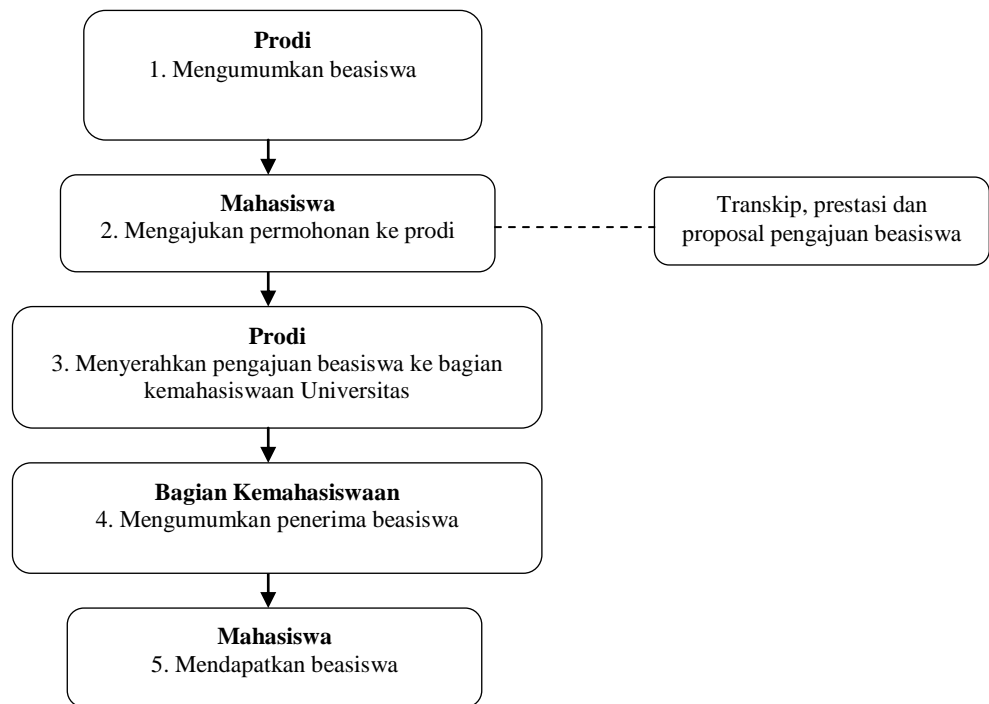 Prodi
1. Mengumumkan beasiswa
Mahasiswa
2. Mengajukan permohonan ke prodi
Transkip, prestasi dan
proposal pengajuan beasiswa
Prodi
3. Menyerahkan pengajuan beasiswa ke bagian
kemahasiswaan Universitas
Bagian Kemahasiswaan
4. Mengumumkan penerima beasiswa
Mahasiswa
5. Mendapatkan beasiswa